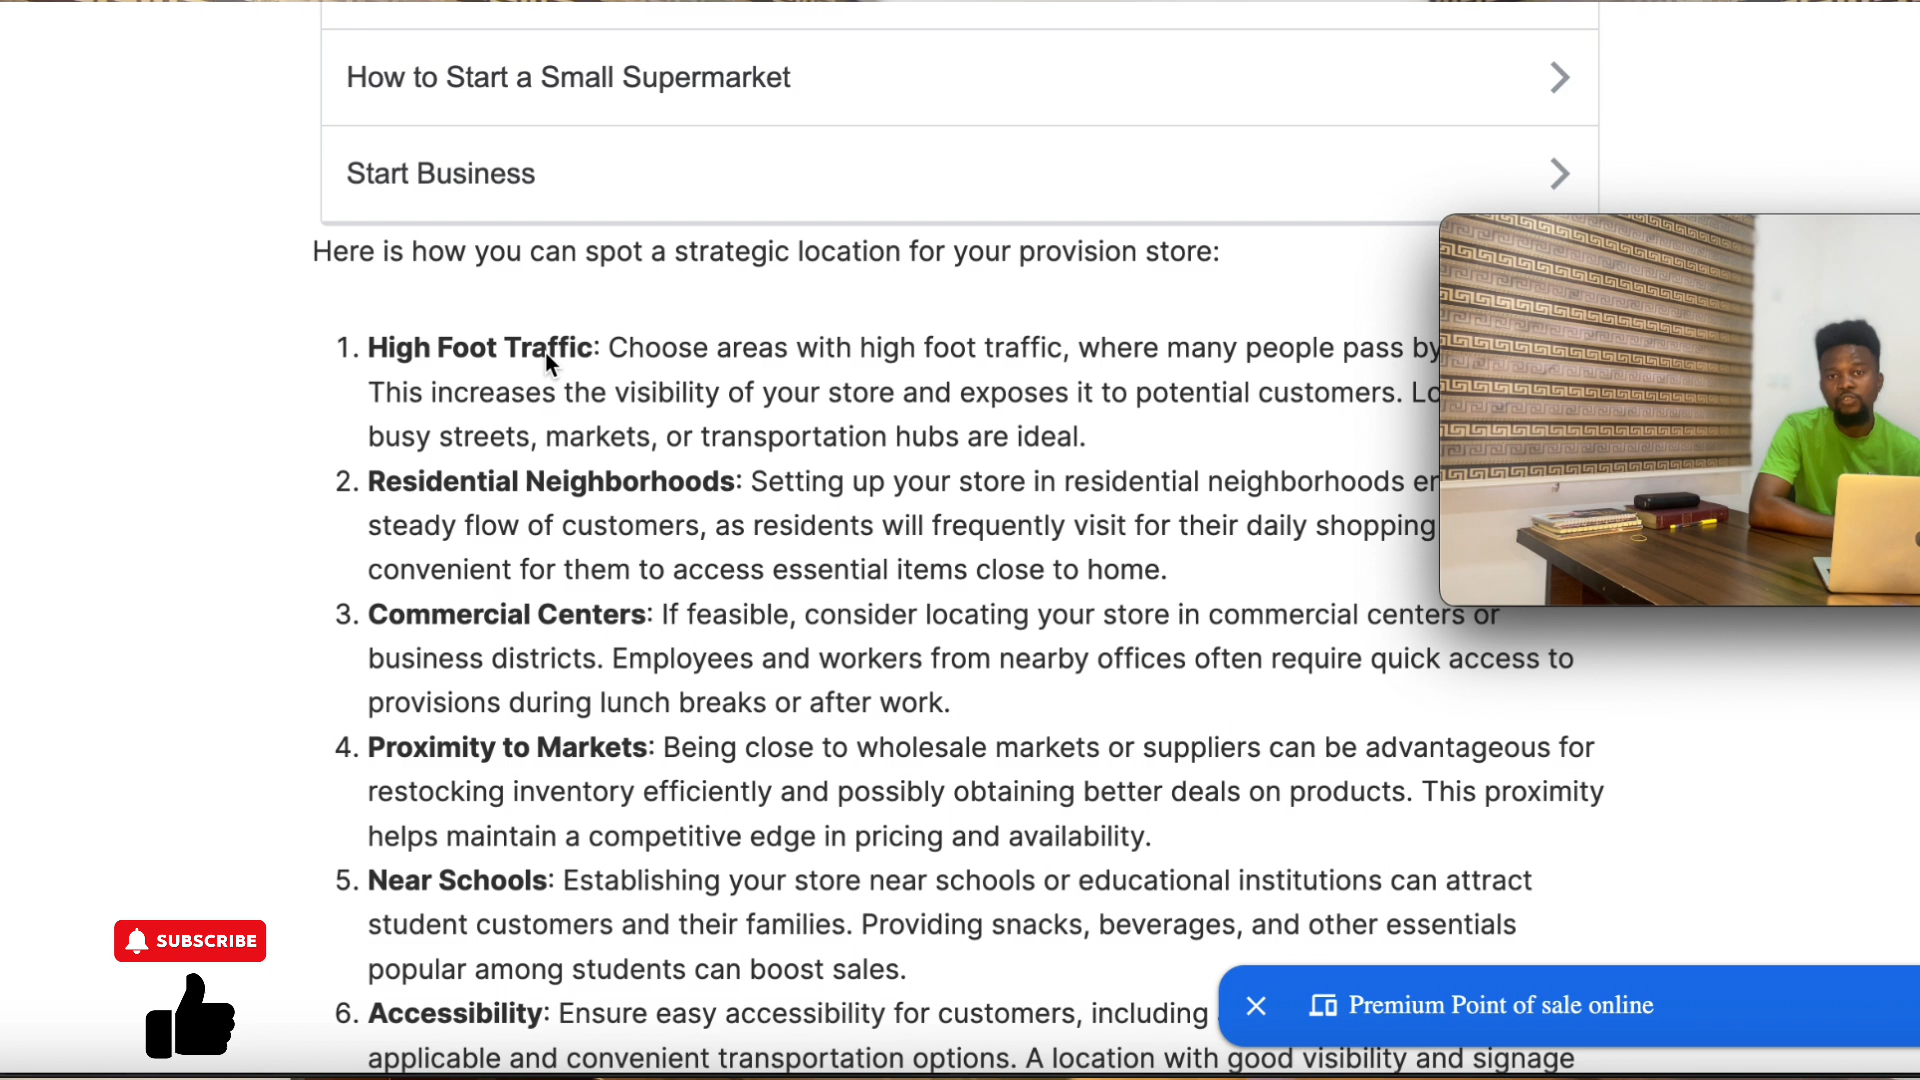 How to Start a Small Supermarket
Start Business
Here is how you can spot a strategic location for your provision store:
1. High Foot Traffic: Choose areas with high foot traffic, where many people pass by
This increases the visibility of your store and exposes it to potential customers.
busy streets, markets, or transportation hubs are ideal.
2. Residential Neighborhoods: Setting up your store in residential neighborhoods
steady flow of customers, as residents will frequently visit for their daily shopping
convenient for them to access essential items close to home.
3. Commercial Centers: If feasible, consider locating your store in commercial centers or
business districts. Employees and workers from nearby offices often require quick access to
provisions during lunch breaks or after work.
4. Proximity to Markets: Being close to wholesale markets or suppliers can be advantageous for
restocking inventory efficiently and possibly obtaining better deals on products. This proximity
helps maintain a competitive edge in pricing and availability.
5. Near Schools: Establishing your store near schools or educational institutions can attract
student customers and their families. Providing snacks, beverages, and other essentials
popular among students can boost sales.
SUBSCRIBE
6. Accessibility: Ensure easy accessibility for customers, including
Premium Point of sale online
applicable and convenient transportation options. A location with good visibility and signage